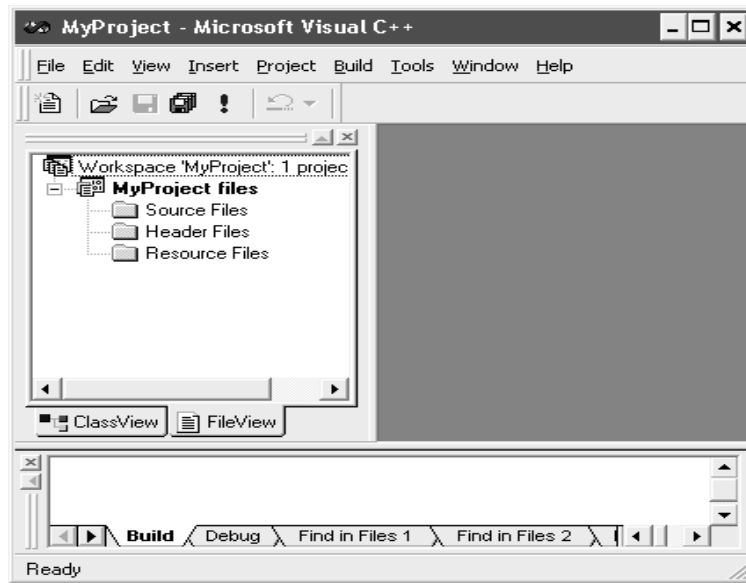 MyProject - Microsoft Visual C++
File Edit View Insert Project Build Tools Window Help
Workspace 'MyProject': 1 projec
MyProject files
Source Files
Header Files
Resource Files
ClassView FileView
Build Debug Find in Files 1 Find in Files 2
Ready